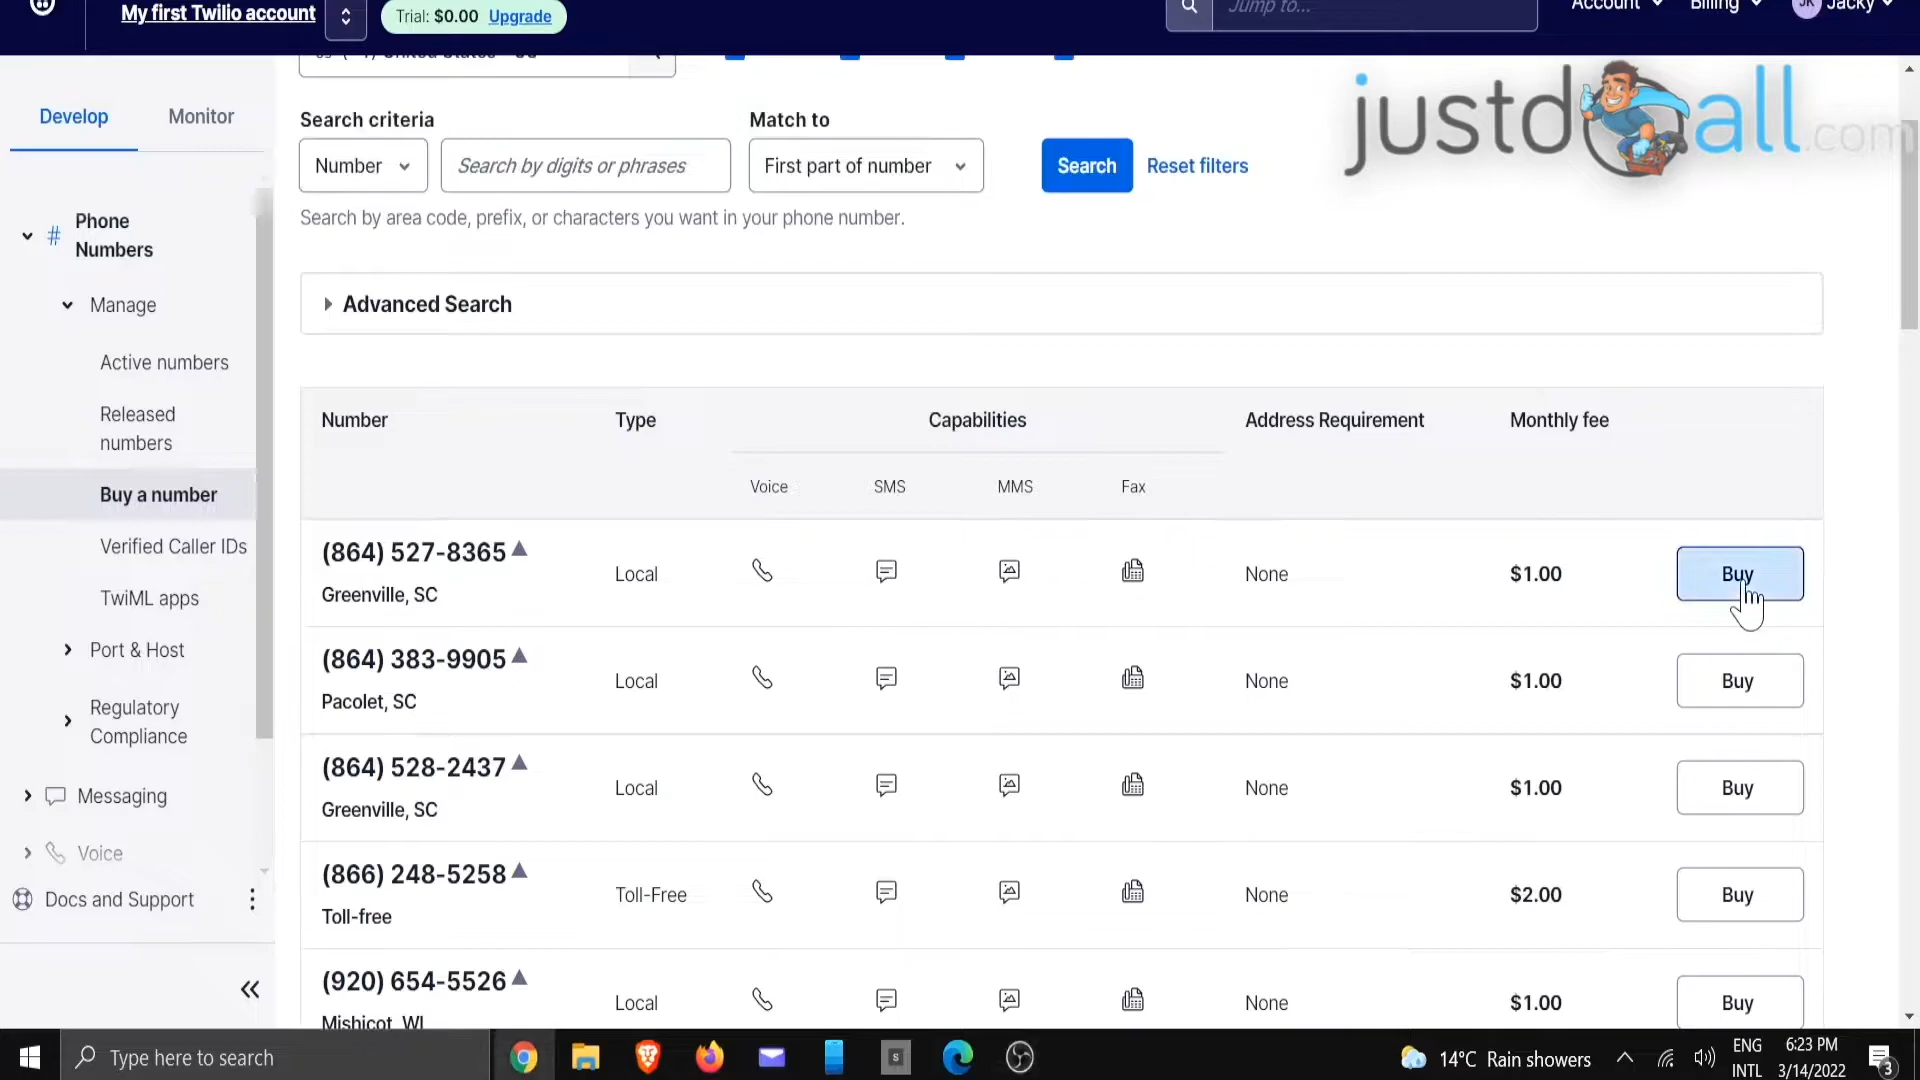 My first Twilio account
Trial: $0.00 Upgrade
Jump to...
Account
Billing
JK Jacky
justd all.com
Develop
Monitor
Search criteria
Match to
Number
Search by digits or phrases
First part of number
Search
Reset filters
Search by area code, prefix, or characters you want in your phone number.
Advanced Search
# Phone
Numbers
Manage
Active numbers
Released
numbers
Buy a number
Verified Caller IDs
TwiML apps
Port & Host
Regulatory
Compliance
Messaging
Voice
Docs and Support
Number Type Capabilities Address Requirement Monthly fee
Voice SMS MMS Fax
(864) 527-8365
Greenville, SC
Local None $1.00 Buy
(864) 383-9905
Pacolet, SC
Local None $1.00 Buy
(864) 528-2437
Greenville, SC
Local None $1.00 Buy
(866) 248-5258
Toll-free
Toll-Free None $2.00 Buy
(920) 654-5526
Mishicot, WI
Local None $1.00 Buy
Type here to search
S
14°C Rain showers
ENG
INTL
6:23 PM
3/14/2022
3